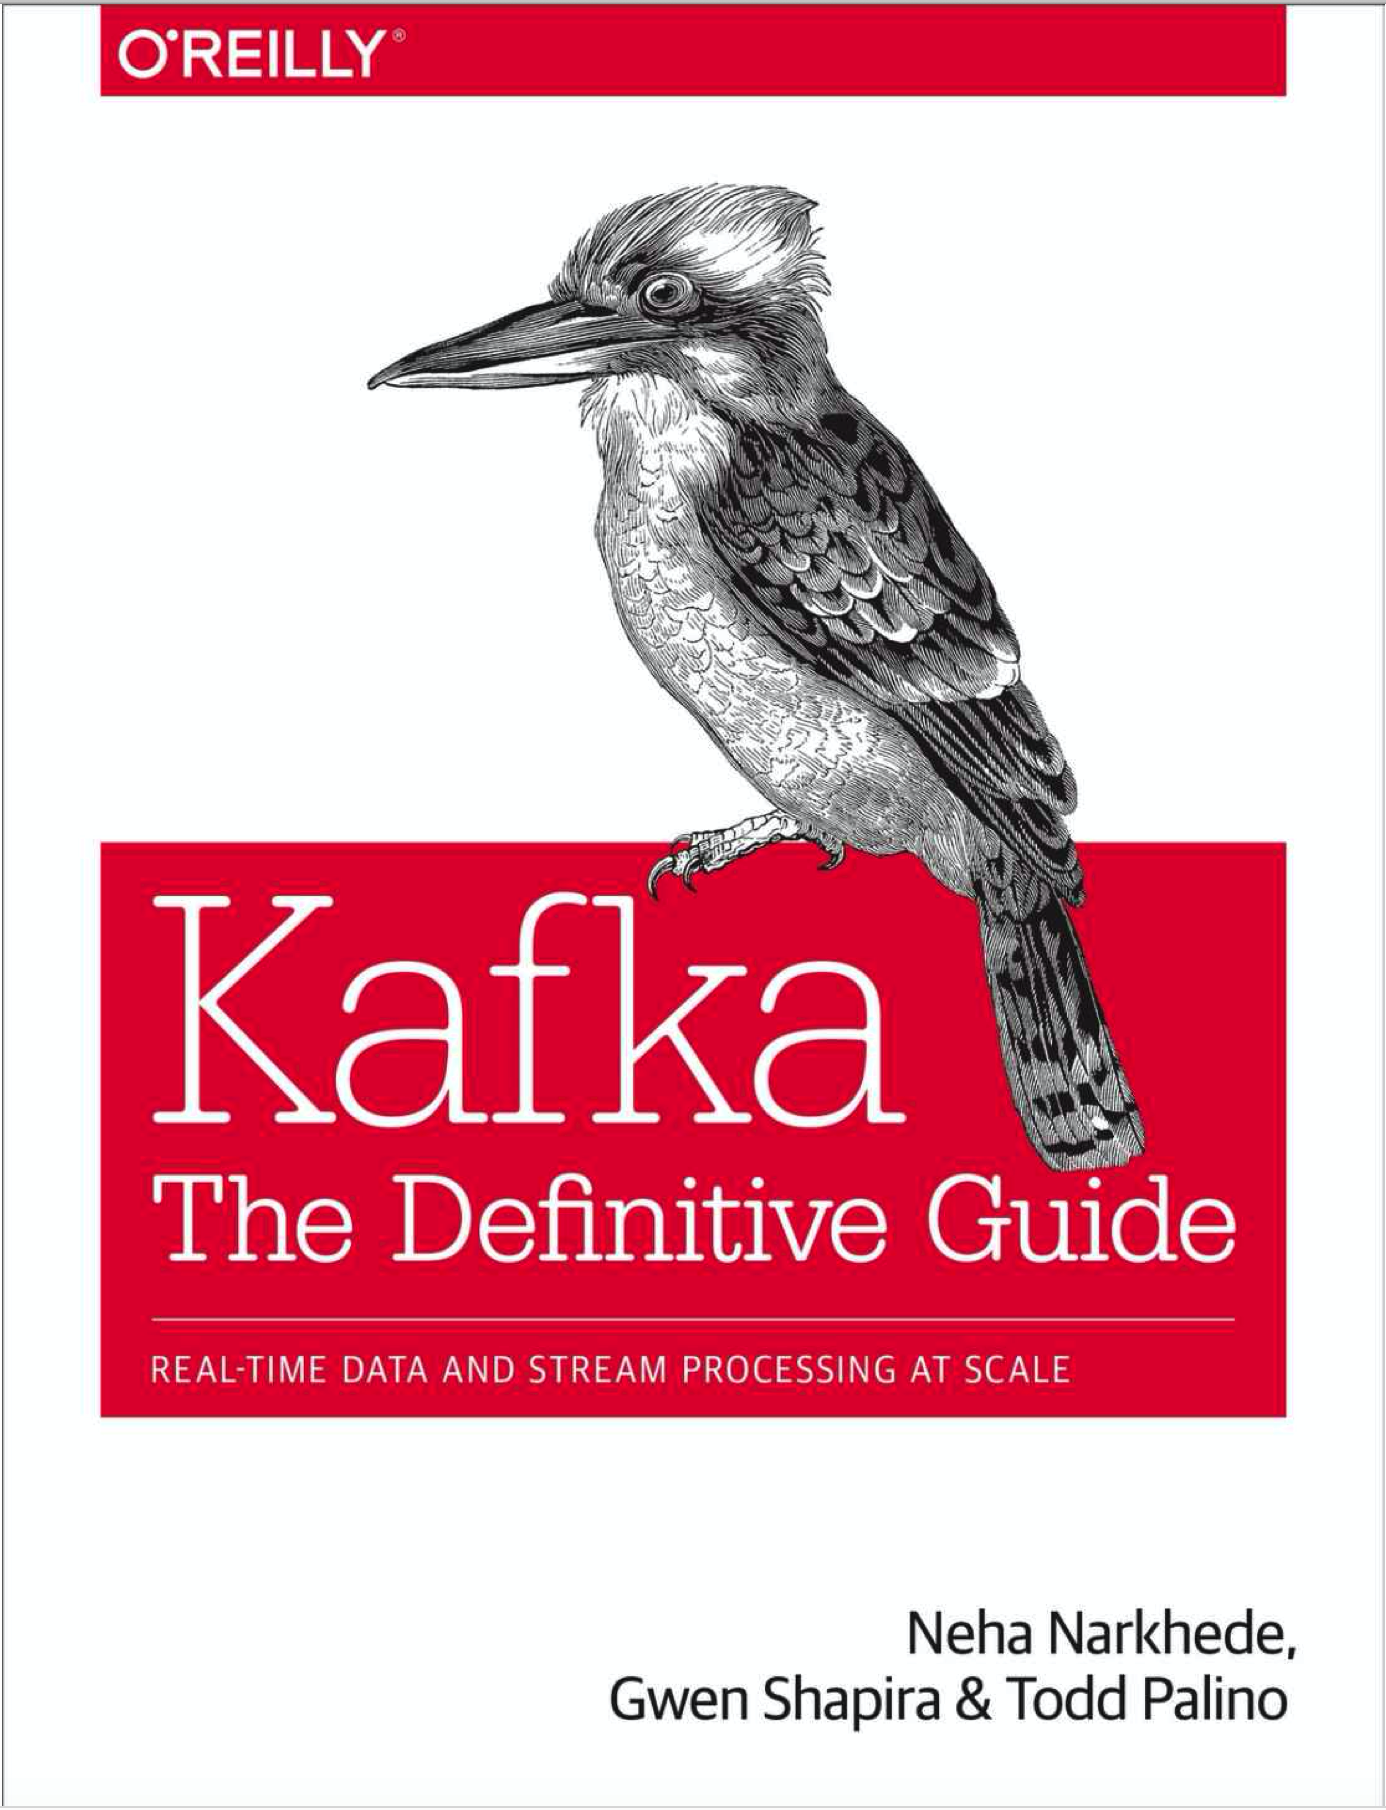 O'REILLY®
Kafka
The Definitive Guide
REAL-TIME DATA AND STREAM PROCESSING AT SCALE
Neha Narkhede,
Gwen Shapira & Todd Palino